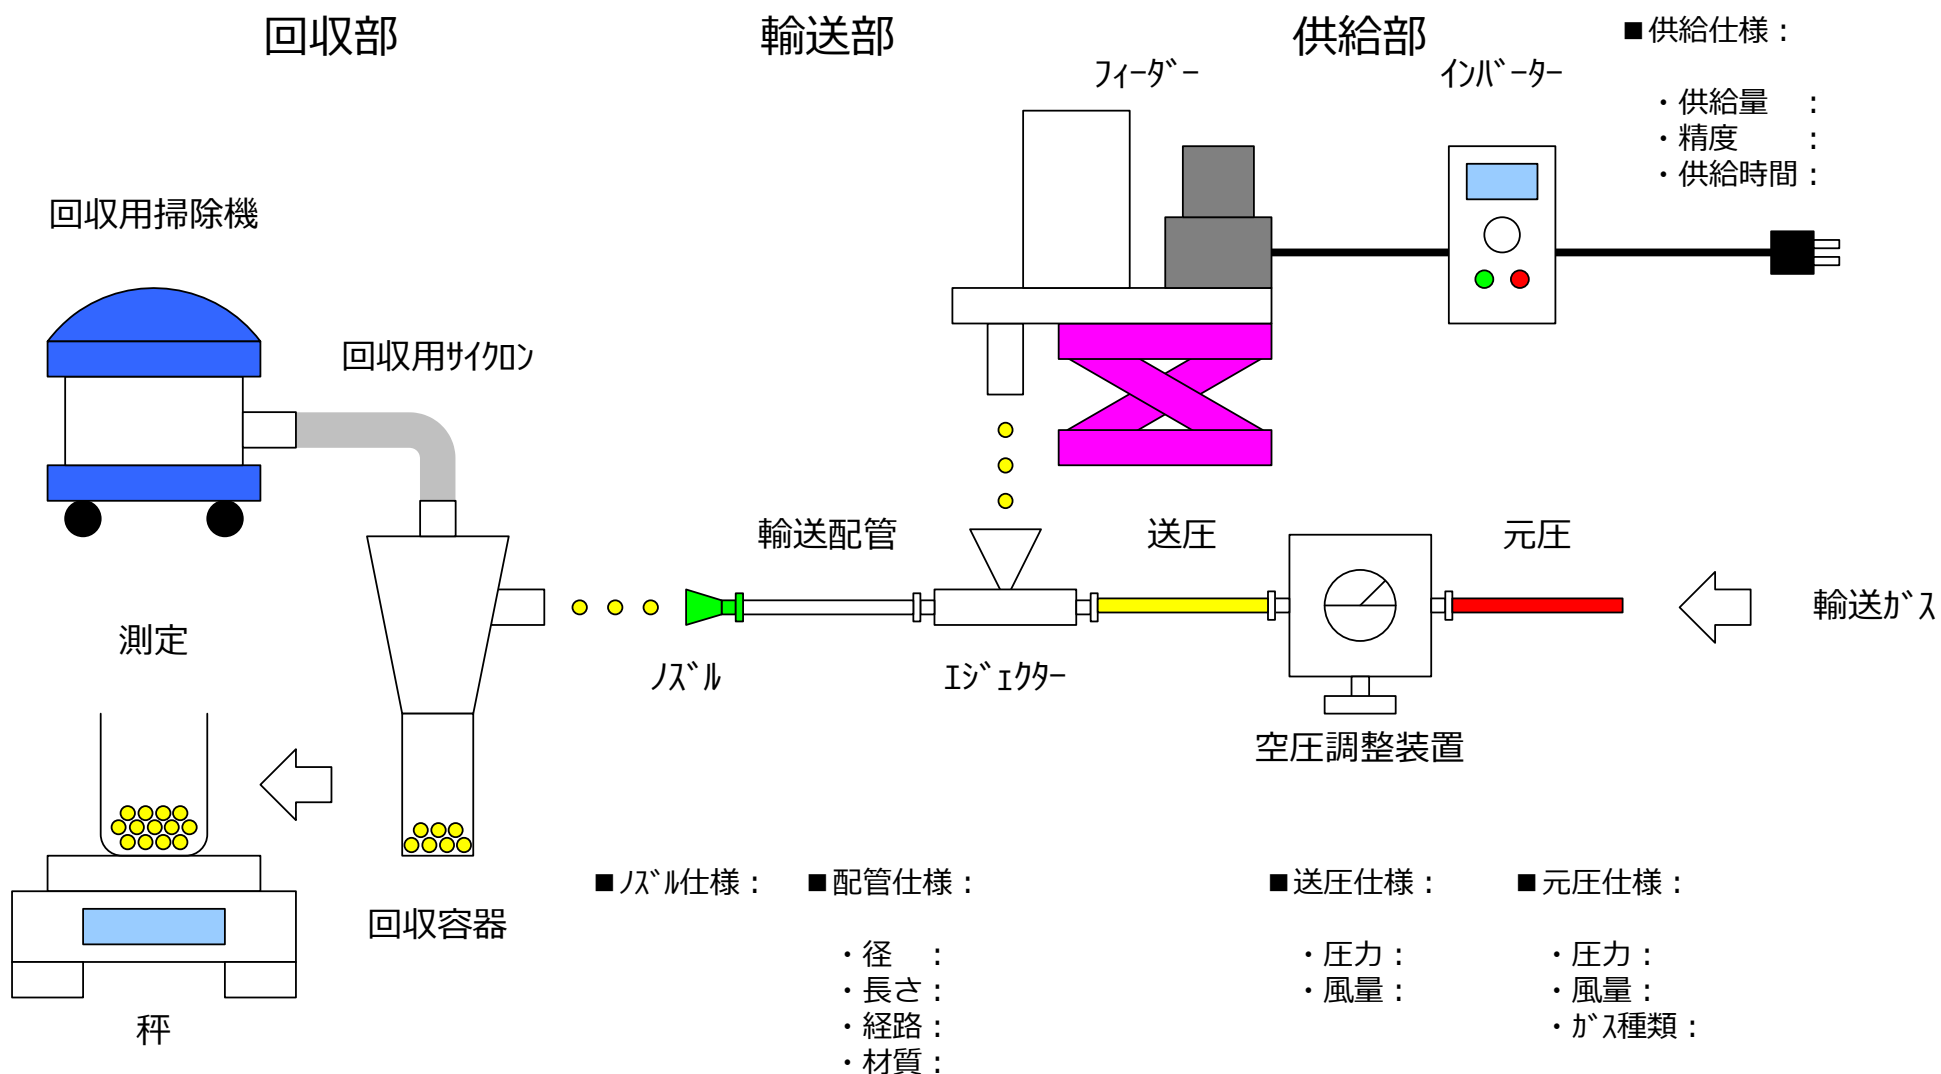 回収部
輸送部
供給部
■供給仕様：
・供給量　：
・精度　　：
・供給時間：
ﾌｨｰﾀﾞｰ
ｲﾝﾊﾞｰﾀｰ
回収用掃除機
回収用ｻｲｸﾛﾝ
輸送配管
送圧
元圧
輸送ｶﾞｽ
測定
ﾉｽﾞﾙ
ｴｼﾞｪｸﾀｰ
空圧調整装置
回収容器
秤
■ﾉｽﾞﾙ仕様：
■配管仕様：
・径　：
・長さ：
・経路：
・材質：
■送圧仕様：
・圧力：
・風量：
■元圧仕様：
・圧力：
・風量：
・ｶﾞｽ種類：